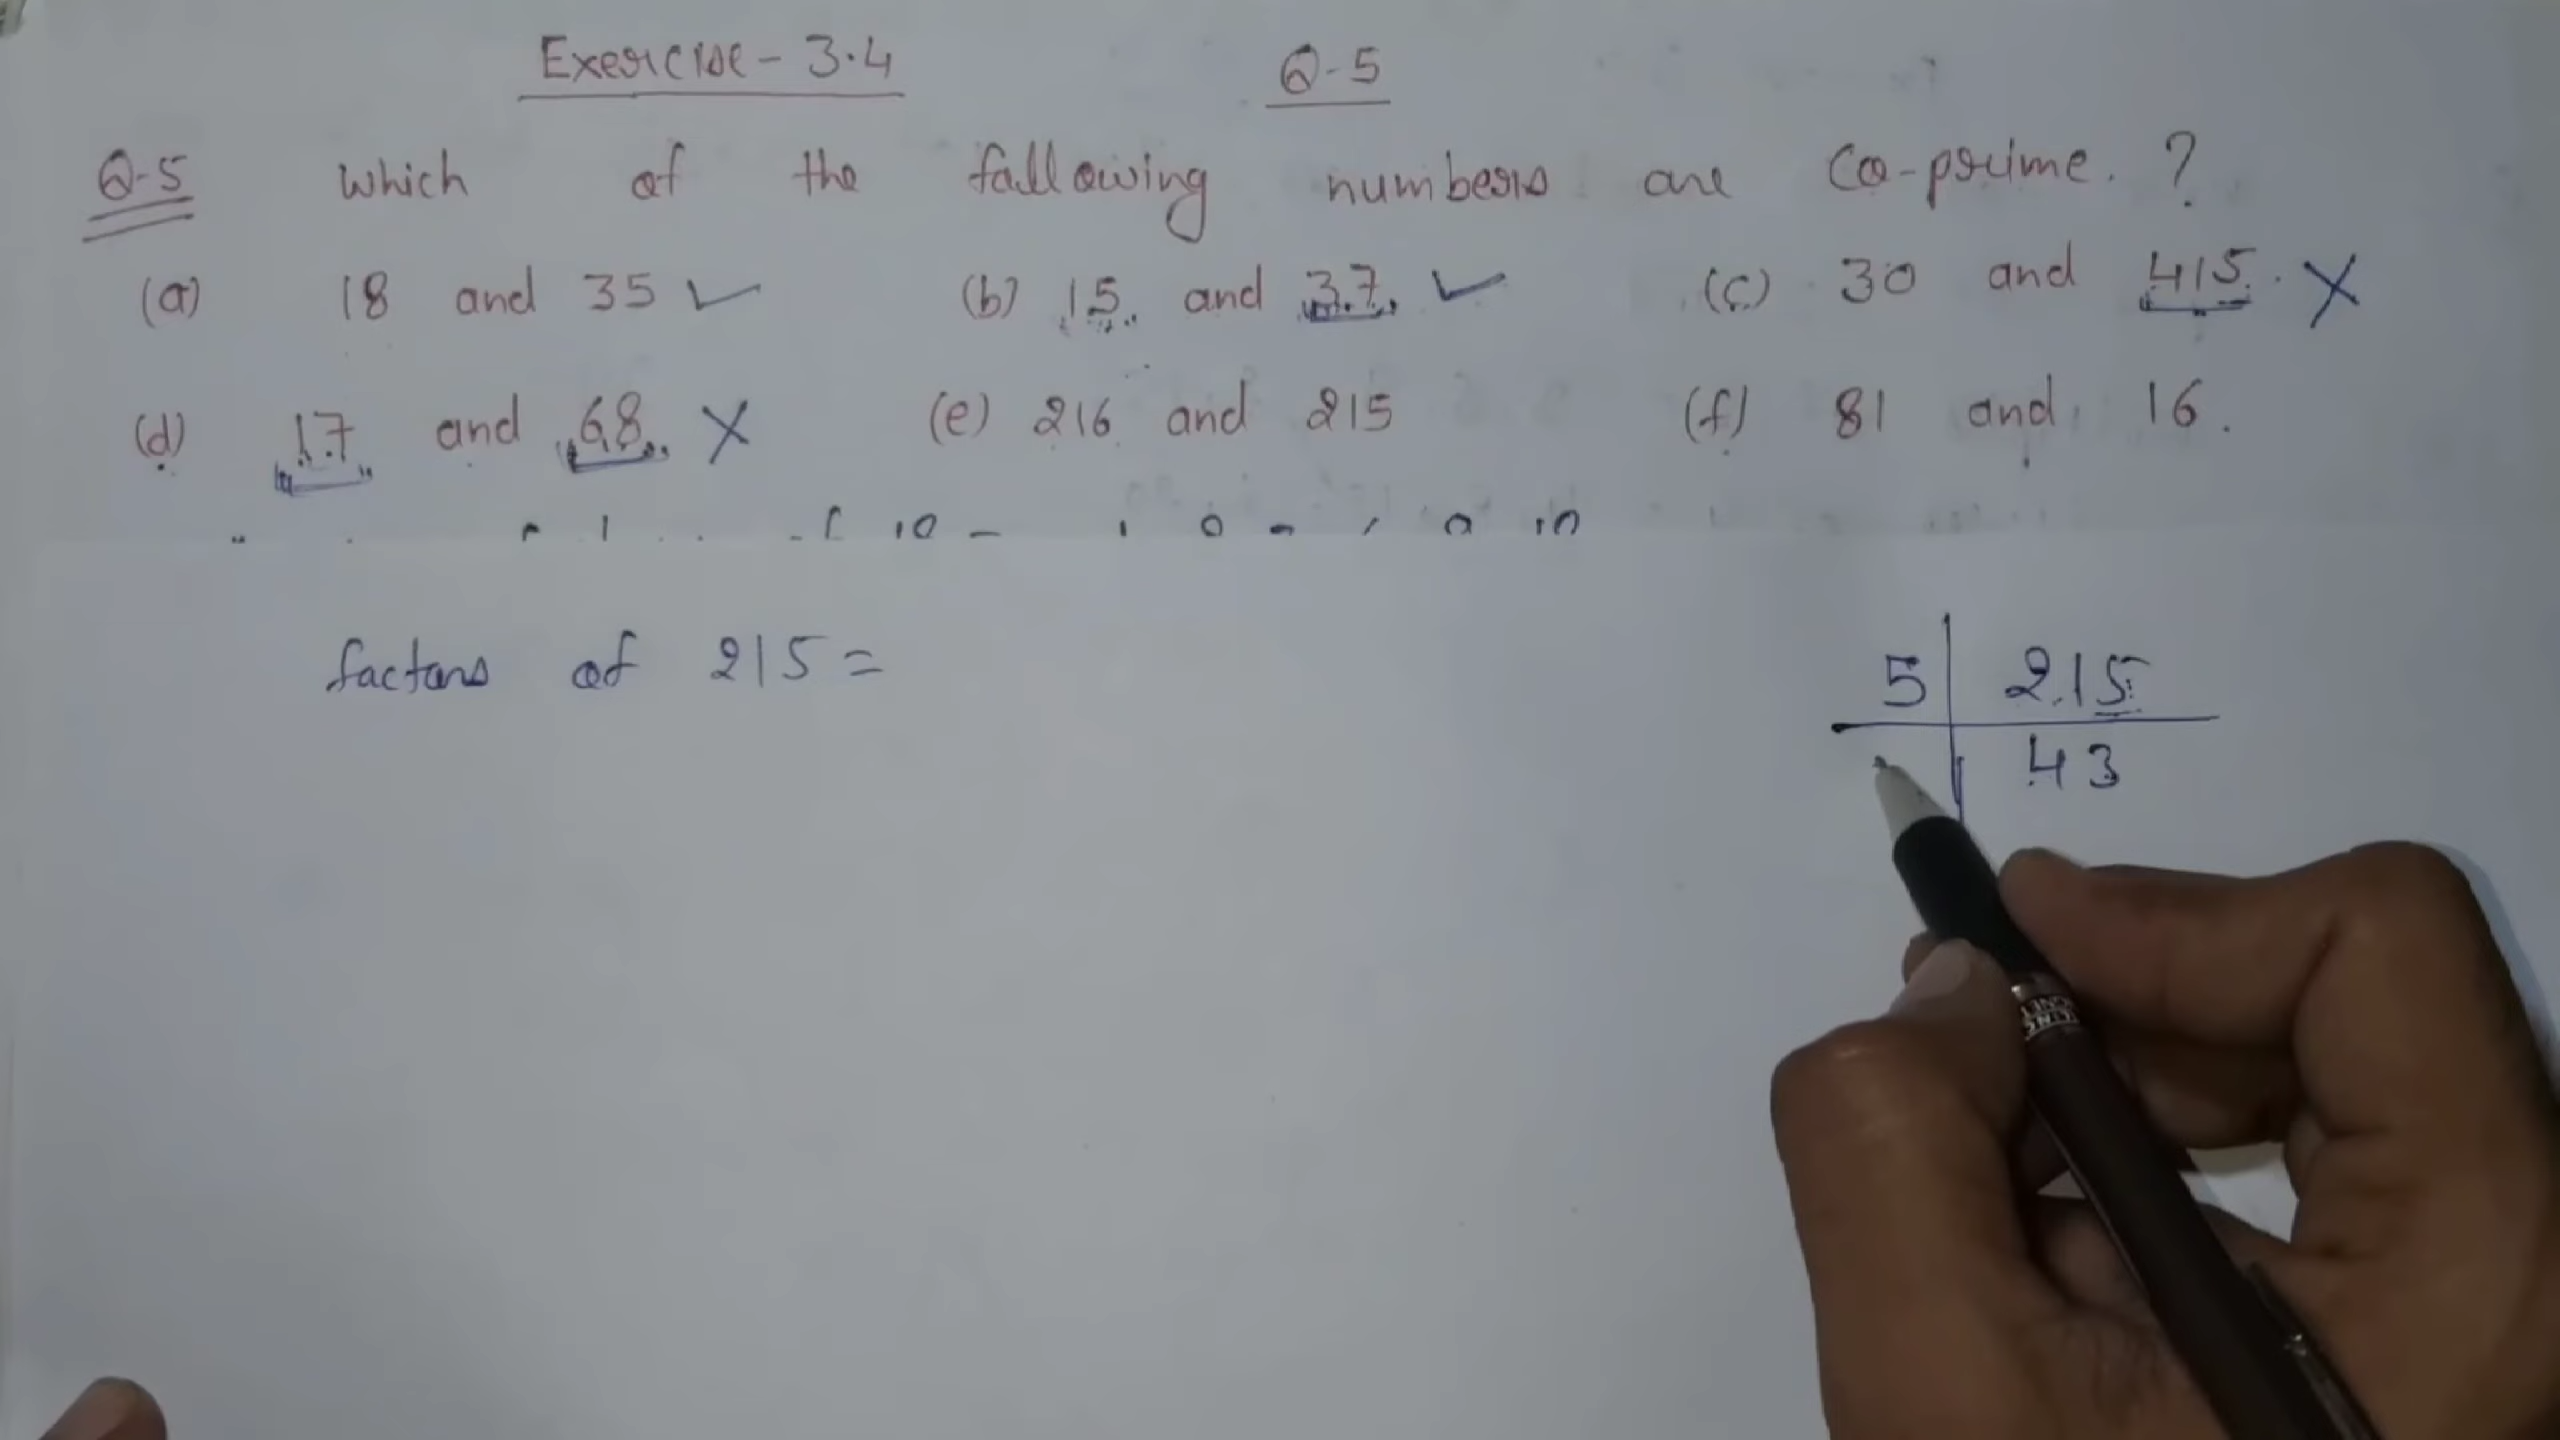 Exercise - 3.4 Q-5
Q-5 which of the following numbers are co-prime. ?
(a) 18 and 35 ✓ (b) 15 and 37 ✓ (c) 30 and 415. X
(d) 17 and 68 X (e) 216 and 215 (f) 81 and 16.
factors of 215 =
5 | 215
43